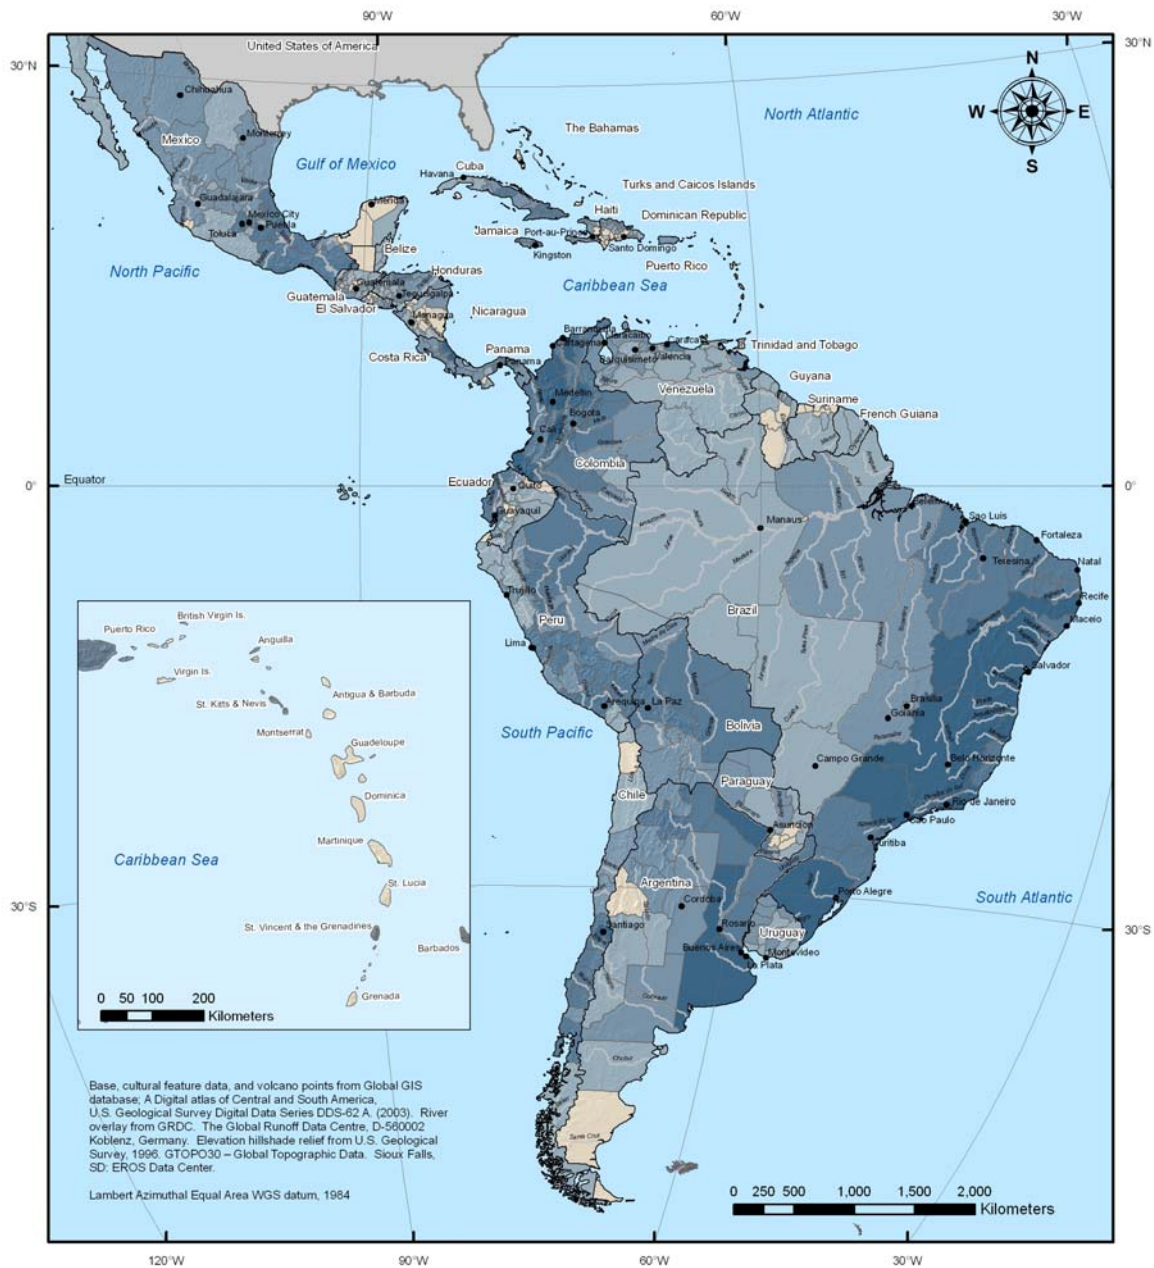 90°W
60°W
30°W
30°N
30°N
United States of America
N
W
E
S
Chihuahua
North Atlantic
The Bahamas
Monterrey
Mexico
Gulf of Mexico
Cuba
Havana
Turks and Caicos Islands
Guadalajara
Merida
Haiti
Mexico City
Dominican Republic
Puebla
Toluca
Jamaica
Port-au-Prince
Santo Domingo
Belize
Kingston
Puerto Rico
North Pacific
Honduras
Caribbean Sea
Guatemala
Guatemala
Tegucigalpa
El Salvador
Nicaragua
Managua
Barranquilla
Maracaibo
Caracas
Cartagena
Trinidad and Tobago
Costa Rica
Panama
Panama
Barquisimeto
Valencia
Guyana
Venezuela
Medellin
Suriname
Bogota
French Guiana
Cali
Colombia
Equator
Ecuador
Quito
0°
0°
Guayaquil
Belem
Sao Luis
Manaus
Fortaleza
Teresina
Natal
Trujillo
Recife
Brazil
Peru
Maceio
Lima
Salvador
Arequipa
La Paz
Brasilia
Goiania
South Pacific
Bolivia
Campo Grande
Belo Horizonte
Paraguay
Chile
Rio de Janeiro
Sao Paulo
Asuncion
Curitiba
Argentina
Porto Alegre
South Atlantic
Cordoba
30°S
30°S
Santiago
Rosario
Uruguay
Buenos Aires
Montevideo
La Plata
Chubut
Santa Cruz
British Virgin Is.
Puerto Rico
Anguilla
Virgin Is.
Antigua & Barbuda
St. Kitts & Nevis
Montserrat
Guadeloupe
Dominica
Martinique
Caribbean Sea
St. Lucia
St. Vincent & the Grenadines
Barbados
Grenada
0 50 100 200
Kilometers
Base, cultural feature data, and volcano points from Global GIS
database; A Digital atlas of Central and South America,
U.S. Geological Survey Digital Data Series DDS-62 A. (2003). River
overlay from GRDC. The Global Runoff Data Centre, D-560002
Koblenz, Germany. Elevation hillshade relief from U.S. Geological
Survey, 1996. GTOPO30 – Global Topographic Data. Sioux Falls,
SD: EROS Data Center.
Lambert Azimuthal Equal Area WGS datum, 1984
0 250 500 1,000 1,500 2,000
Kilometers
120°W
90°W
60°W
30°W